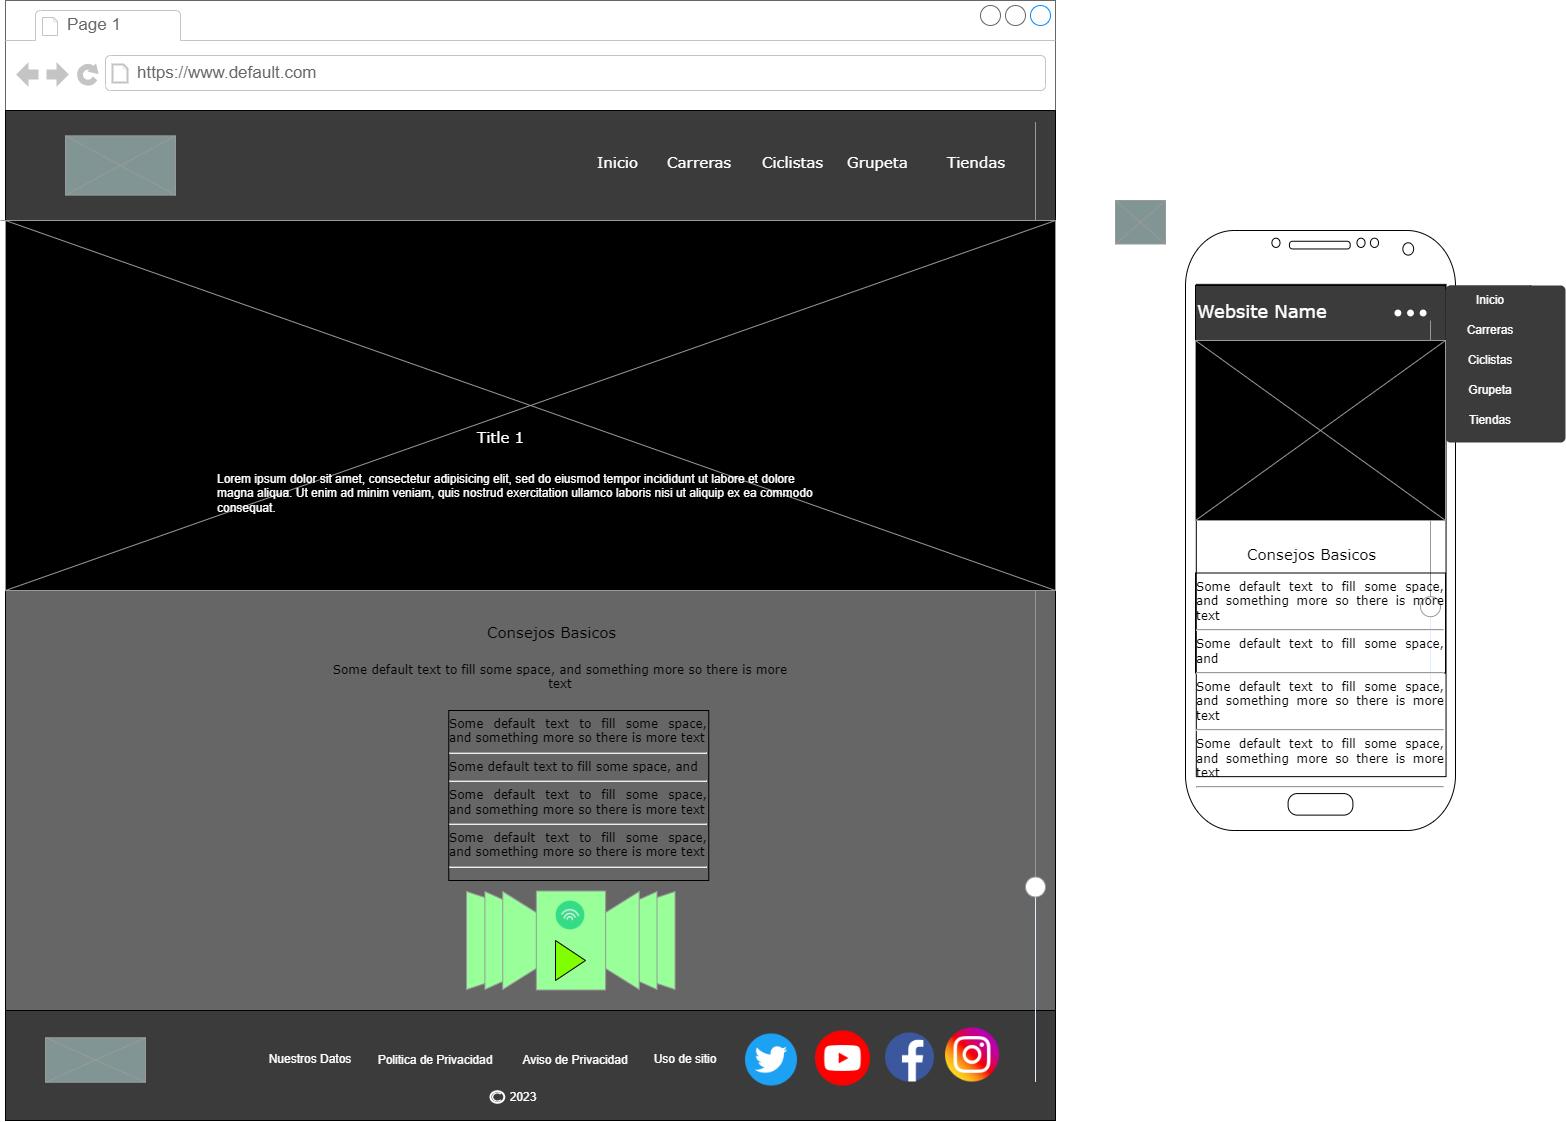 Page 1
https://www.default.com
Inicio Carreras Ciclistas Grupeta Tiendas
Title 1
Lorem ipsum dolor sit amet, consectetur adipisicing elit, sed do eiusmod tempor incididunt ut labore et dolore
magna aliqua. Ut enim ad minim veniam, quis nostrud exercitation ullamco laboris nisi ut aliquip ex ea commodo
consequat.
Consejos Basicos
Some default text to fill some space, and something more so there is more
text
Some default text to fill some space,
and something more so there is more text
Some default text to fill some space, and
Some default text to fill some space,
and something more so there is more text
Some default text to fill some space,
and something more so there is more text
Nuestros Datos Politica de Privacidad Aviso de Privacidad Uso de sitio
© 2023
Website Name
Inicio
Carreras
Ciclistas
Grupeta
Tiendas
Consejos Basicos
Some default text to fill some space,
and something more so there is more
text
Some default text to fill some space,
and
Some default text to fill some space,
and something more so there is more
text
Some default text to fill some space,
and something more so there is more
text